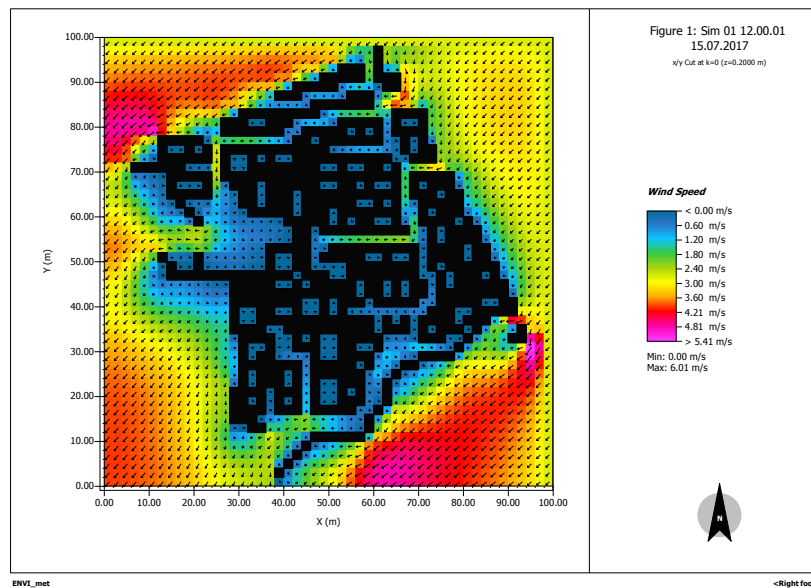 Figure 1: Sim 01 12.00.01
15.07.2017
x/y Cut at k=0 (z=0.2000 m)
100.00
90.00
80.00
70.00
60.00
50.00
40.00
30.00
20.00
10.00
0.00
Y (m)
0.00 10.00 20.00 30.00 40.00 50.00 60.00 70.00 80.00 90.00 100.00
X (m)
Wind Speed
< 0.00 m/s
0.60 m/s
1.20 m/s
1.80 m/s
2.40 m/s
3.00 m/s
3.60 m/s
4.21 m/s
4.81 m/s
> 5.41 m/s
Min: 0.00 m/s
Max: 6.01 m/s
N
ENVI_met
<Right foo